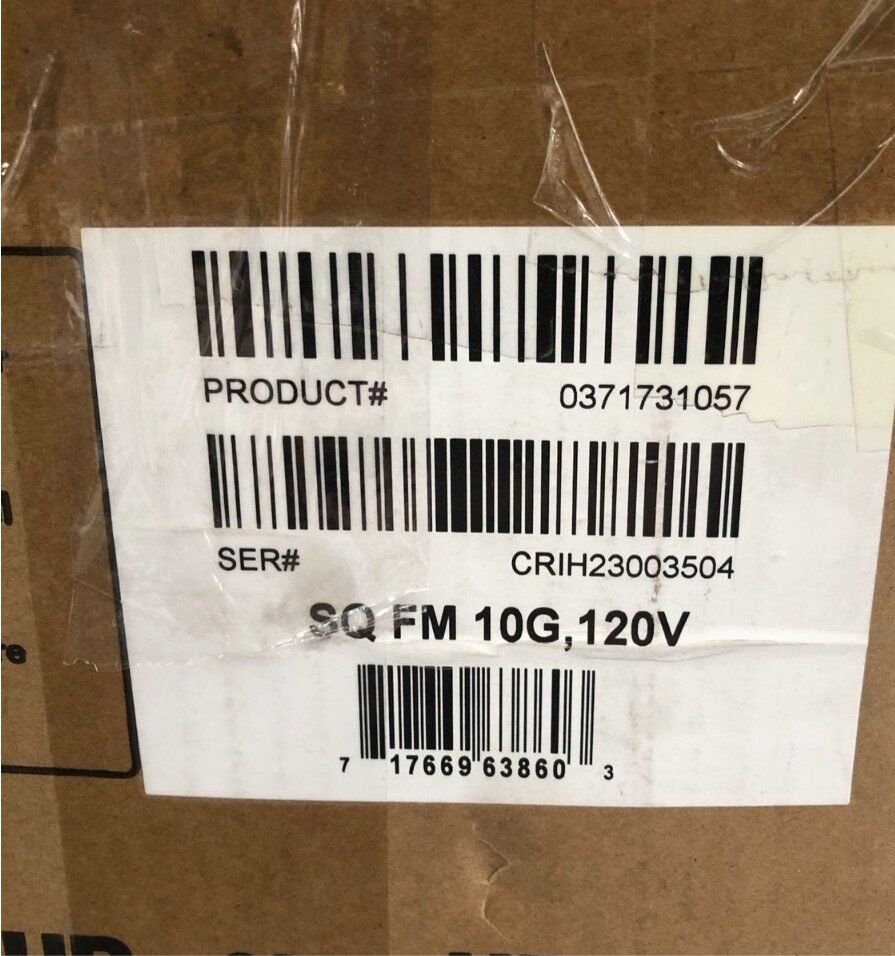 PRODUCT# 0371731057
SER# CRIH23003504
SQ FM 10G,120V
7 17669 63860 3